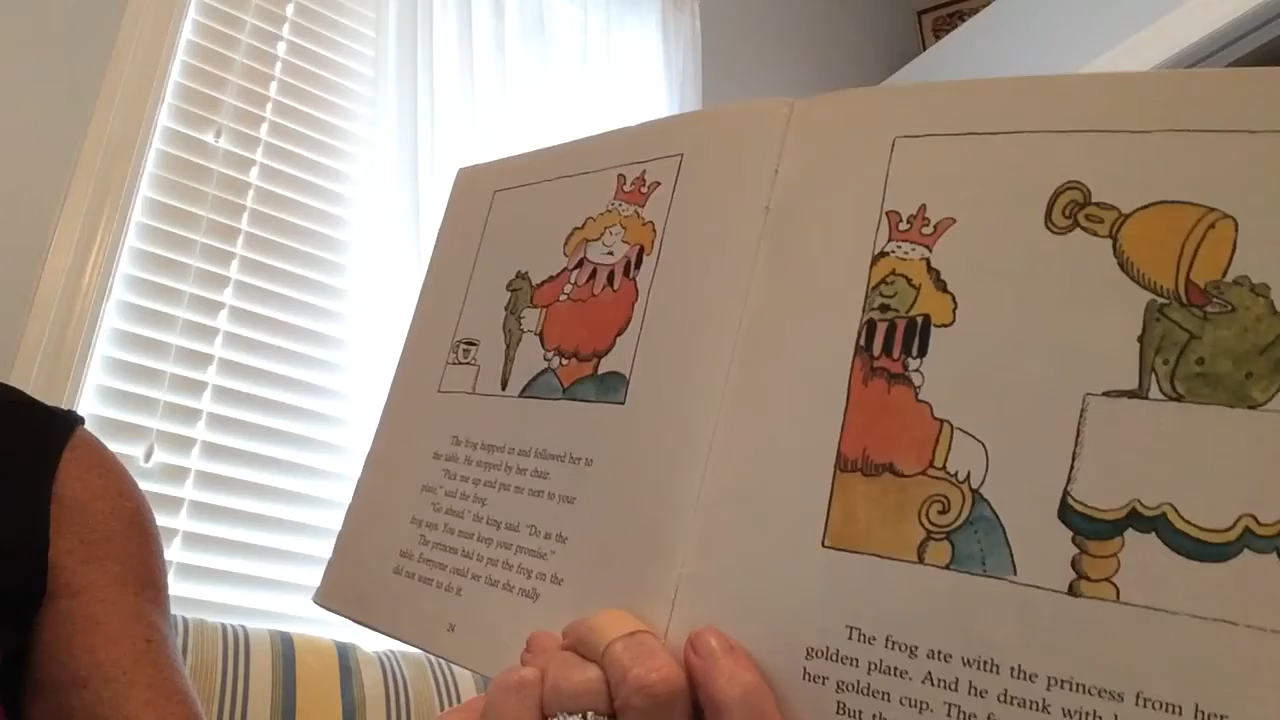 The frog hopped in and followed her to
the table. He stopped by her chair.
"Pick me up and put me next to your
plate," said the frog.
"Go ahead," the king said. "Do as the
frog says. You must keep your promise."
The princess had to put the frog on the
table. Everyone could see that she really
did not want to do it.
24
The frog ate with the princess from her
golden plate. And he drank with
her golden cup. The
But